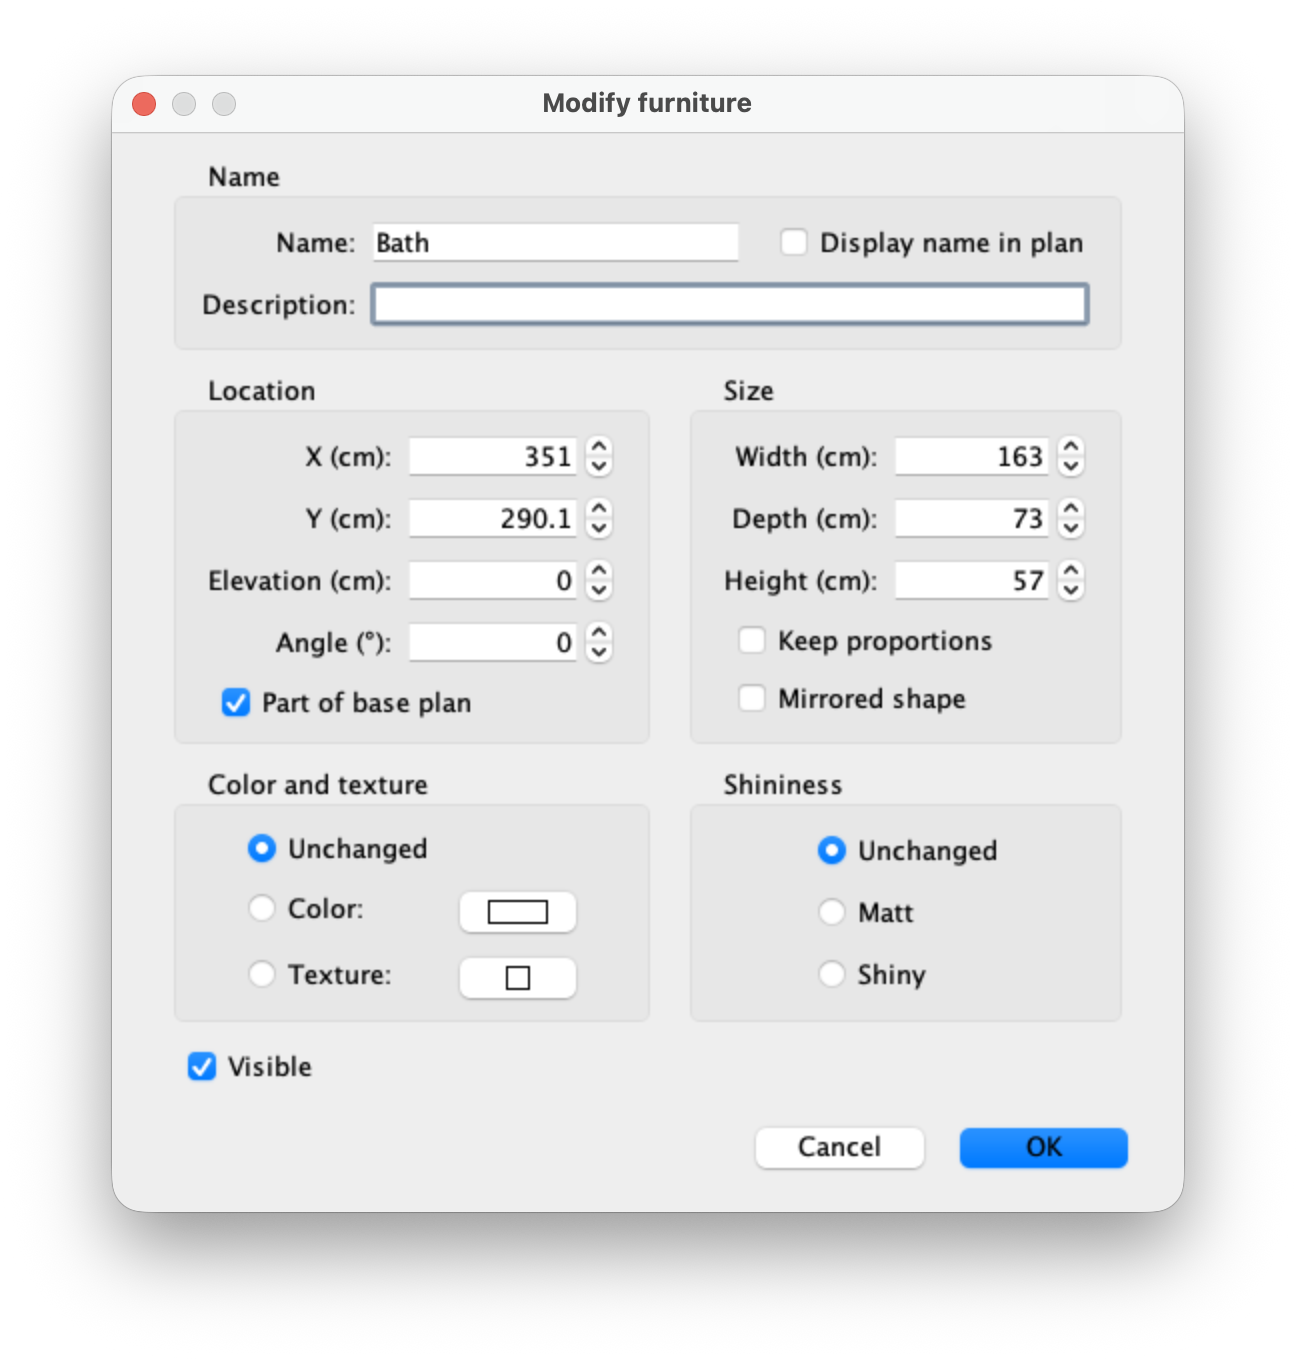 Modify furniture
Name
Name: Bath Display name in plan
Description:
Location
X (cm): 351
Y (cm): 290.1
Elevation (cm): 0
Angle (°): 0
Part of base plan
Size
Width (cm): 163
Depth (cm): 73
Height (cm): 57
Keep proportions
Mirrored shape
Color and texture
Unchanged
Color:
Texture:
Shininess
Unchanged
Matt
Shiny
Visible
Cancel OK